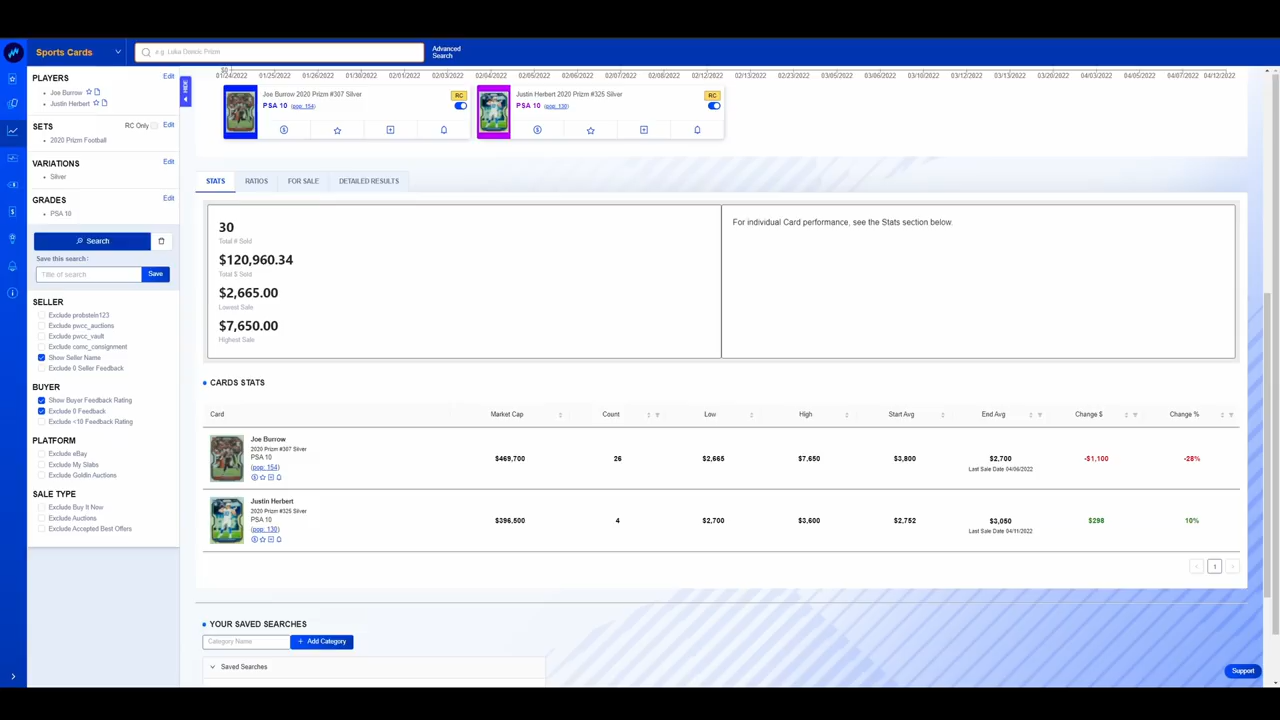 Sports Cards
e.g. Luka Doncic Prizm
Advanced
Search
PLAYERS
Edit
Joe Burrow
Justin Herbert
SETS
RC Only
Edit
2020 Prizm Football
VARIATIONS
Edit
Silver
GRADES
Edit
PSA 10
Search
Save this search:
Title of search
Save
SELLER
Exclude probstein123
Exclude pwcc_auctions
Exclude pwcc_vault
Exclude comc_consignment
Show Seller Name
Exclude 0 Seller Feedback
BUYER
Show Buyer Feedback Rating
Exclude 0 Feedback
Exclude <10 Feedback Rating
PLATFORM
Exclude eBay
Exclude My Slabs
Exclude Goldin Auctions
SALE TYPE
Exclude Buy It Now
Exclude Auctions
Exclude Accepted Best Offers
HIDE
$0
01/24/2022 01/25/2022 01/26/2022 01/30/2022 02/01/2022 02/03/2022 02/04/2022 02/05/2022 02/06/2022 02/07/2022 02/08/2022 02/12/2022 02/13/2022 02/23/2022 03/05/2022 03/09/2022 03/10/2022 03/12/2022 03/13/2022 03/20/2022 04/03/2022 04/05/2022 04/07/2022 04/12/2022
Joe Burrow 2020 Prizm #307 Silver
RC
PSA 10 (pop: 154)
Justin Herbert 2020 Prizm #325 Silver
RC
PSA 10 (pop: 130)
STATS RATIOS FOR SALE DETAILED RESULTS
30
Total # Sold
$120,960.34
Total $ Sold
$2,665.00
Lowest Sale
$7,650.00
Highest Sale
For individual Card performance, see the Stats section below.
CARDS STATS
Card Market Cap Count Low High Start Avg End Avg Change $ Change %
Joe Burrow
2020 Prizm #307 Silver
PSA 10
(pop: 154)
$469,700 26 $2,665 $7,650 $3,800 $2,700 -$1,100 -28%
Last Sale Date 04/06/2022
Justin Herbert
2020 Prizm #325 Silver
PSA 10
(pop: 130)
$396,500 4 $2,700 $3,600 $2,752 $3,050 $298 10%
Last Sale Date 04/11/2022
1
YOUR SAVED SEARCHES
Category Name
+ Add Category
Saved Searches
Support